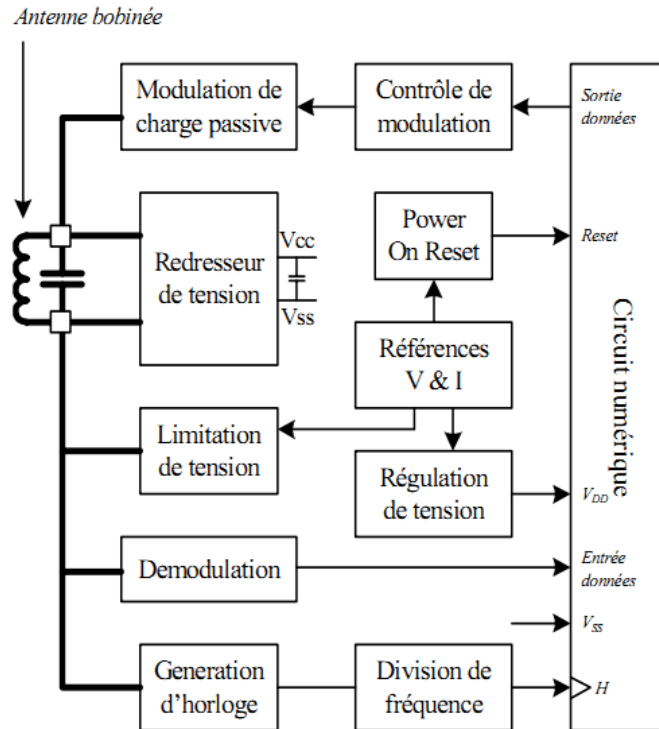 Antenne bobinée
Modulation de
charge passive
Contrôle de
modulation
Sortie
données
Redresseur
de tension
Vcc
Vss
Power
On Reset
Reset
Références
V & I
Circuit numérique
Limitation
de tension
Régulation
de tension
VDD
Demodulation
Entrée
données
VSS
Generation
d'horloge
Division de
fréquence
H